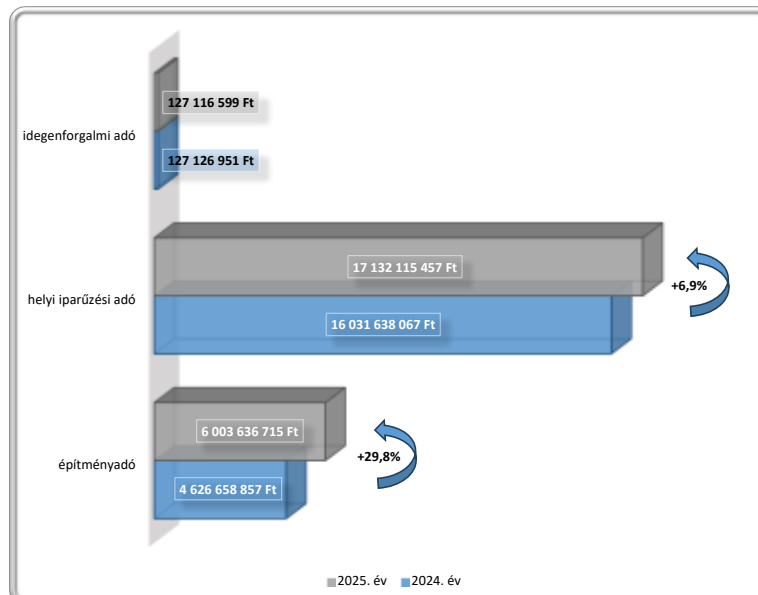 127 116 599 Ft
idegenforgalmi adó
127 126 951 Ft
17 132 115 457 Ft
+6,9%
helyi iparűzési adó
16 031 638 067 Ft
6 003 636 715 Ft
+29,8%
építményadó
4 626 658 857 Ft
2025. év 2024. év